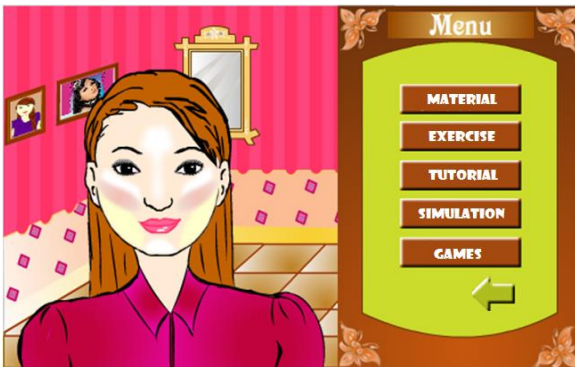 Menu
MATERIAL
EXERCISE
TUTORIAL
SIMULATION
GAMES